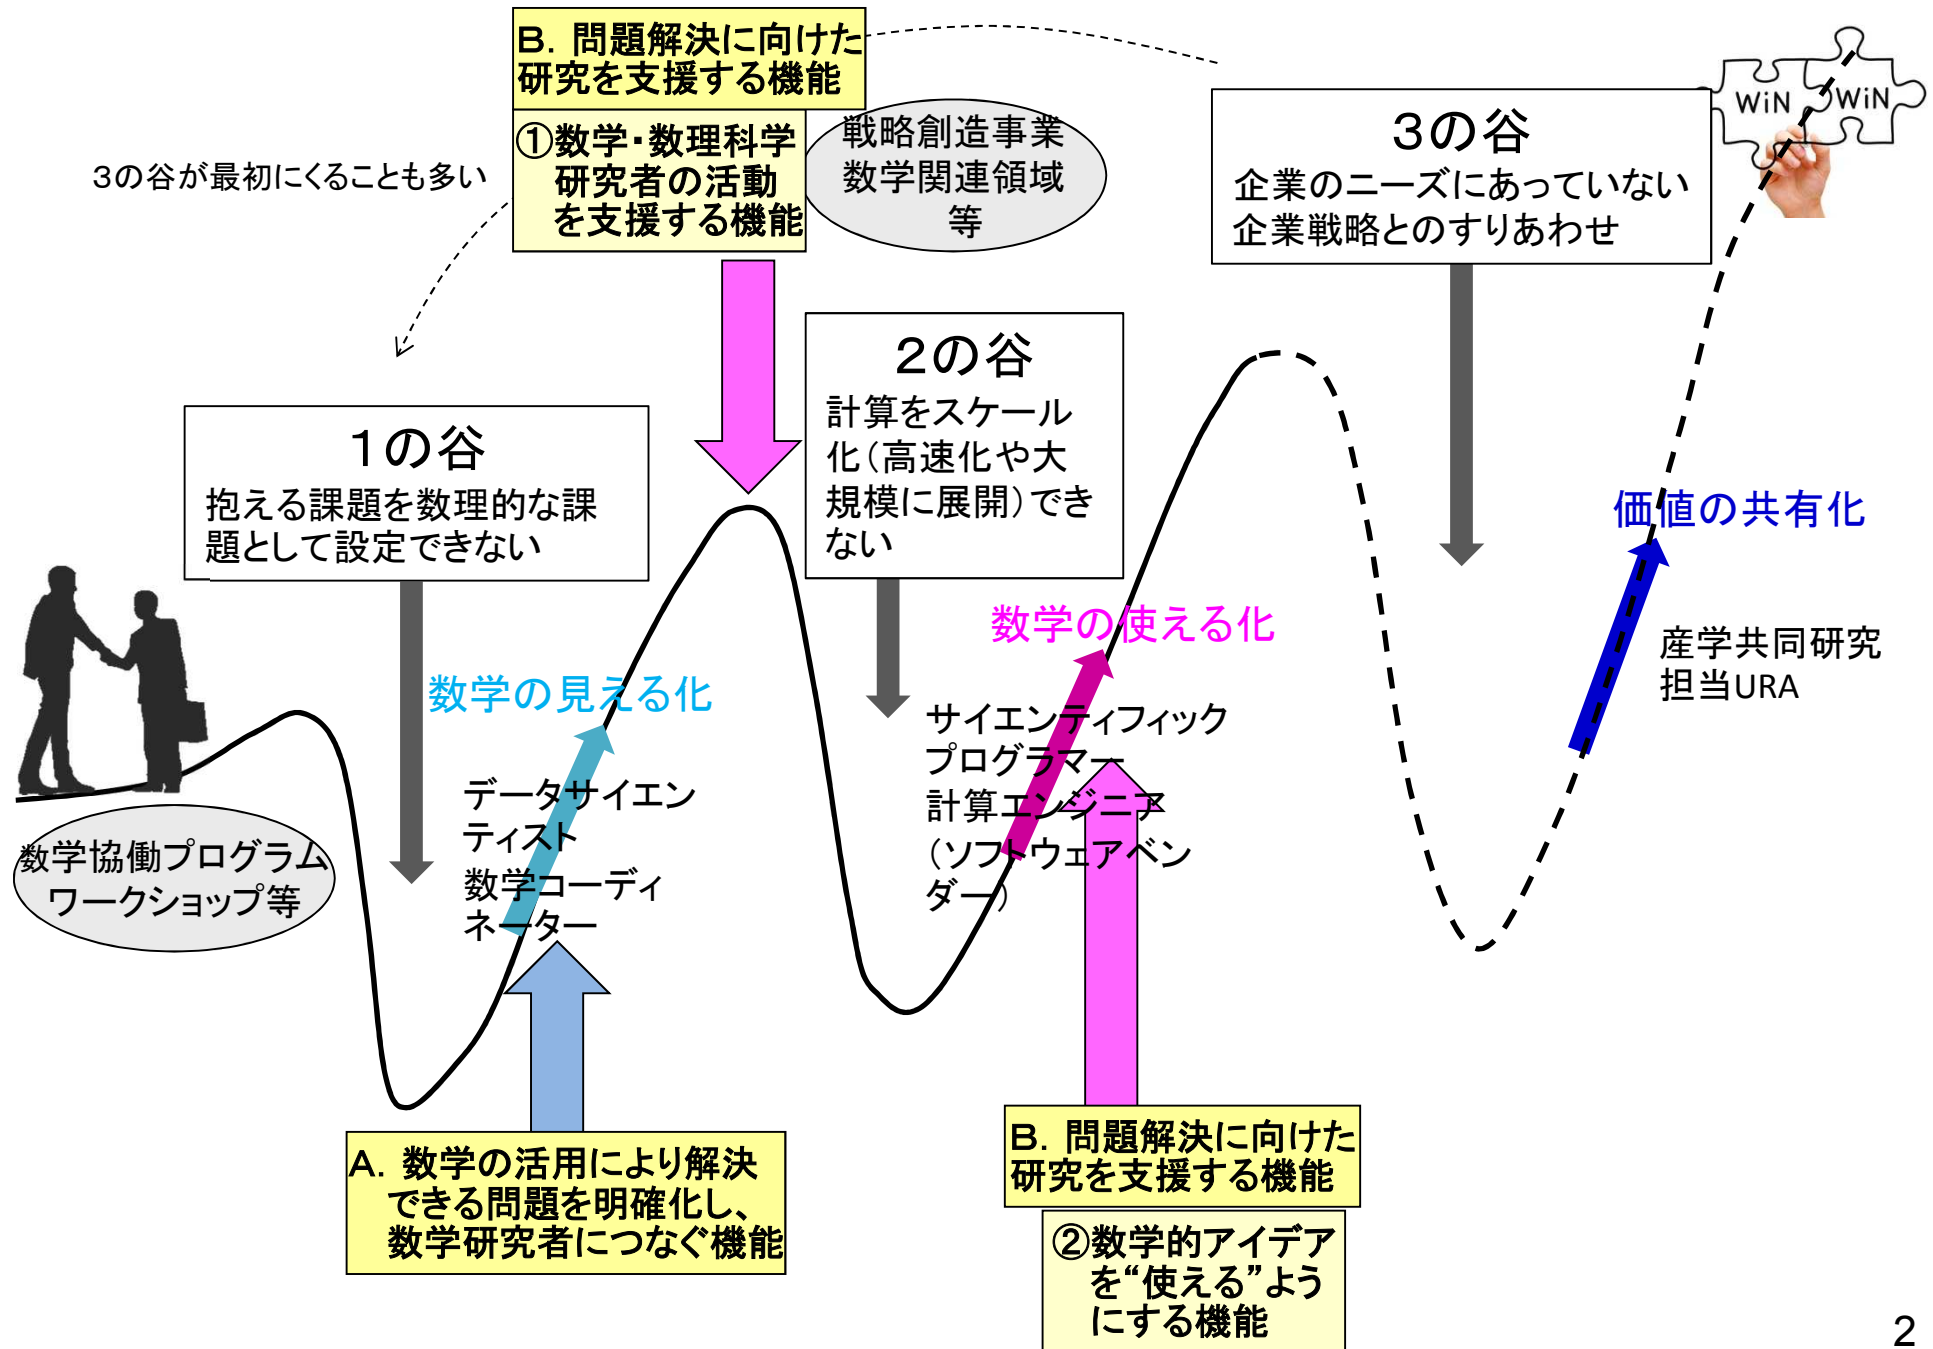 B．問題解決に向けた
研究を支援する機能
①数学・数理科学
研究者の活動
を支援する機能
戦略創造事業
数学関連領域
等
3の谷が最初にくることも多い
3の谷
企業のニーズにあっていない
企業戦略とのすりあわせ
WiN
WiN
2の谷
計算をスケール
化（高速化や大
規模に展開）でき
ない
1の谷
抱える課題を数理的な課
題として設定できない
価値の共有化
数学の使える化
数学の見える化
産学共同研究
担当URA
サイエンティフィック
プログラマー
計算エンジニア
（ソフトウェアベン
ダー）
データサイエン
ティスト
数学コーディ
ネーター
数学協働プログラム
ワークショップ等
A．数学の活用により解決
できる問題を明確化し、
数学研究者につなぐ機能
B．問題解決に向けた
研究を支援する機能
②数学的アイデア
を“使える”よう
にする機能
2